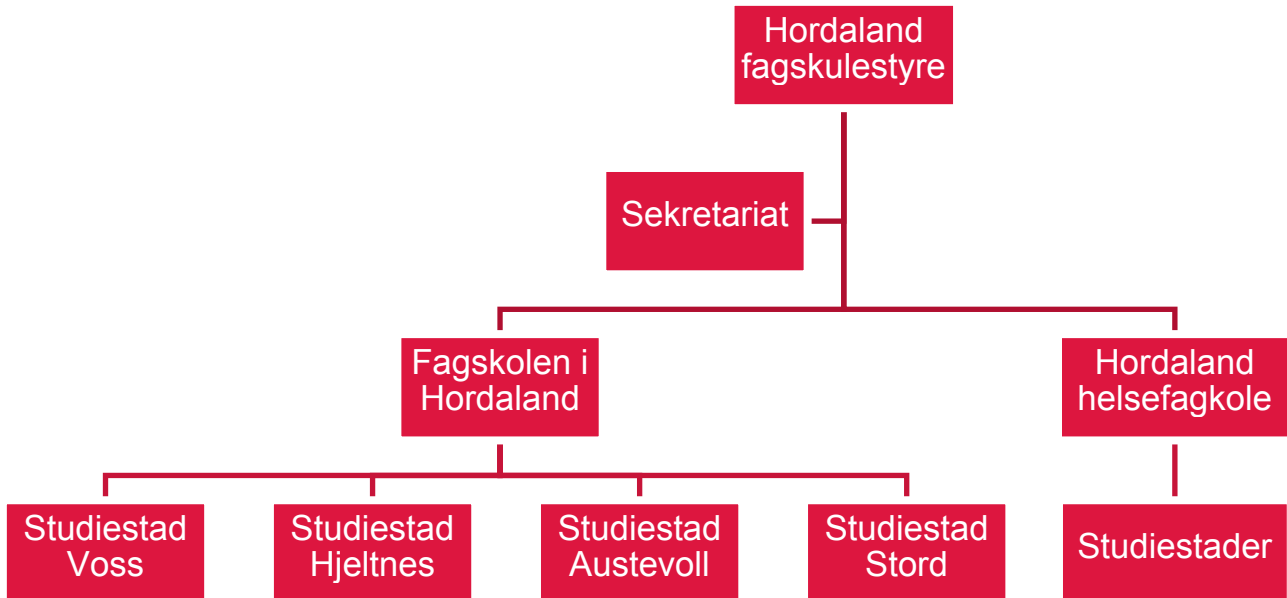 Hordaland
fagskulestyre
Sekretariat
Fagskolen i
Hordaland
Hordaland
helsefagkole
Studiestad
Voss
Studiestad
Hjeltnes
Studiestad
Austevoll
Studiestad
Stord
Studiestader